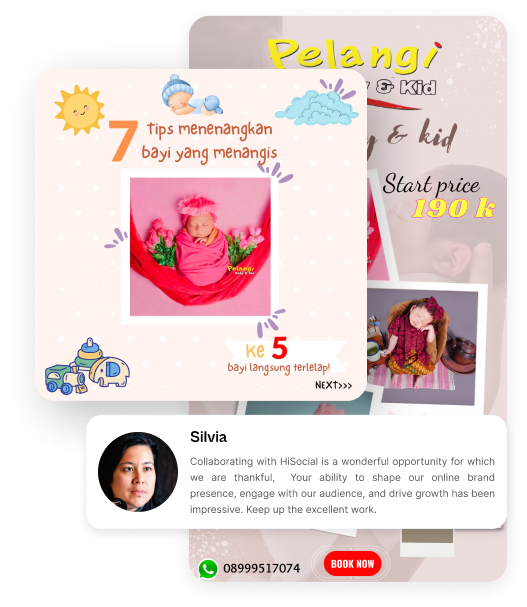 Pelangi
& Kid
y & kid
Start price
190 k
7 tips menenangkan
bayi yang menangis
Pelangi
Baby & Kid
ke 5
bayi langsung terlelap!
NEXT>>>
Silvia
Collaborating with HiSocial is a wonderful opportunity for which
we are thankful, Your ability to shape our online brand
presence, engage with our audience, and drive growth has been
impressive. Keep up the excellent work.
08999517074
BOOK NOW